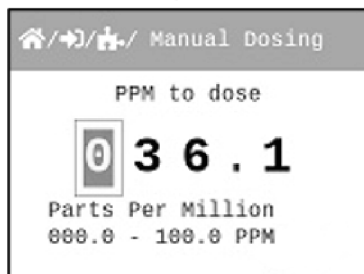 / / / Manual Dosing
PPM to dose
036.1
Parts Per Million
000.0 - 100.0 PPM